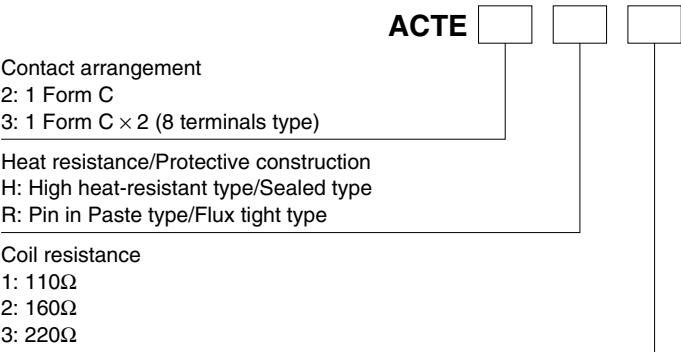 ACTE
Contact arrangement
2: 1 Form C
3: 1 Form C × 2 (8 terminals type)
Heat resistance/Protective construction
H: High heat-resistant type/Sealed type
R: Pin in Paste type/Flux tight type
Coil resistance
1: 110Ω
2: 160Ω
3: 220Ω